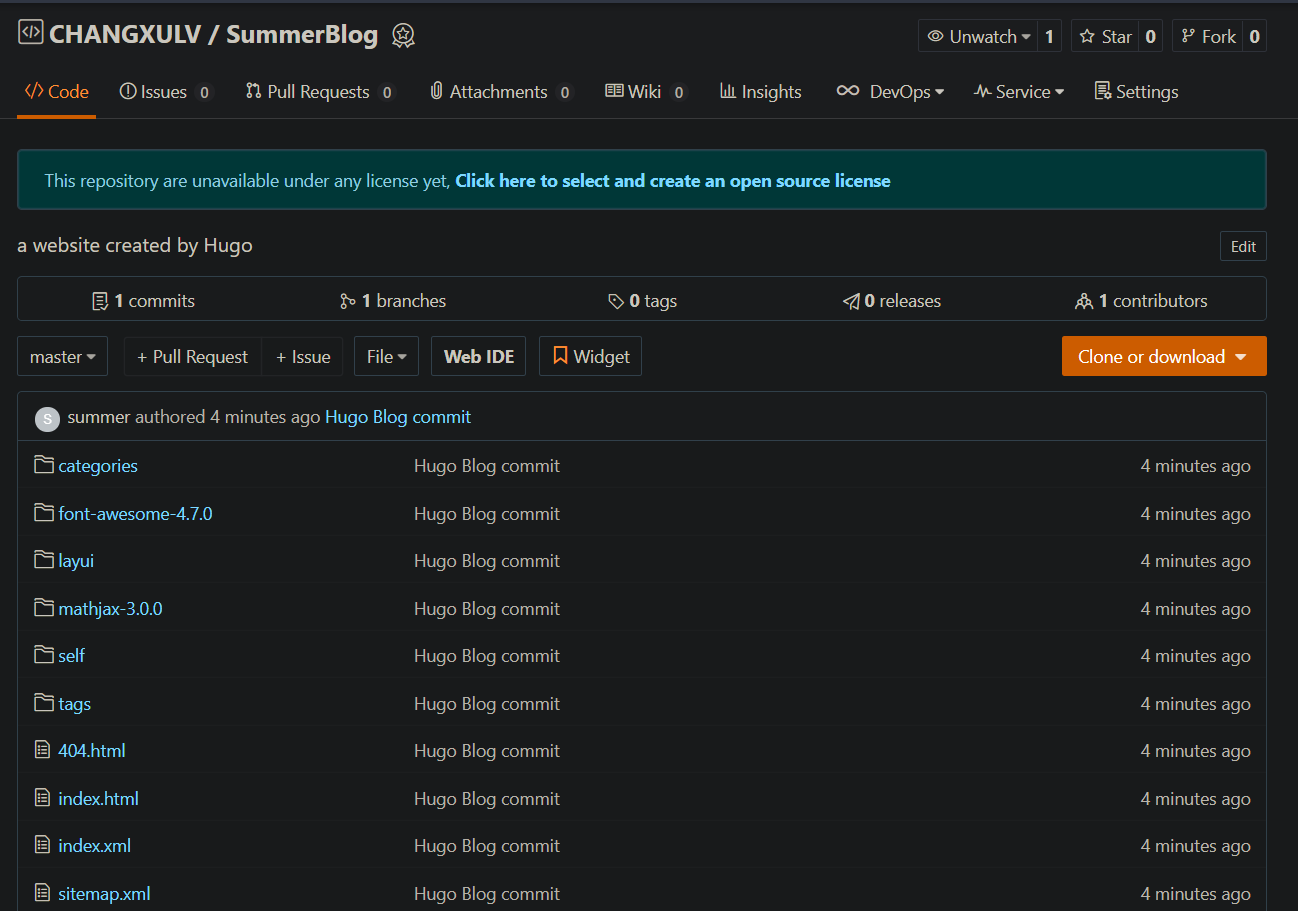 CHANGXULV / SummerBlog
Unwatch 1 Star 0 Fork 0
Code Issues 0 Pull Requests 0 Attachments 0 Wiki 0 Insights DevOps Service Settings
This repository are unavailable under any license yet, Click here to select and create an open source license
a website created by Hugo Edit
1 commits 1 branches 0 tags 0 releases 1 contributors
master + Pull Request + Issue File Web IDE Widget Clone or download
S summer authored 4 minutes ago Hugo Blog commit
categories Hugo Blog commit 4 minutes ago
font-awesome-4.7.0 Hugo Blog commit 4 minutes ago
layui Hugo Blog commit 4 minutes ago
mathjax-3.0.0 Hugo Blog commit 4 minutes ago
self Hugo Blog commit 4 minutes ago
tags Hugo Blog commit 4 minutes ago
404.html Hugo Blog commit 4 minutes ago
index.html Hugo Blog commit 4 minutes ago
index.xml Hugo Blog commit 4 minutes ago
sitemap.xml Hugo Blog commit 4 minutes ago